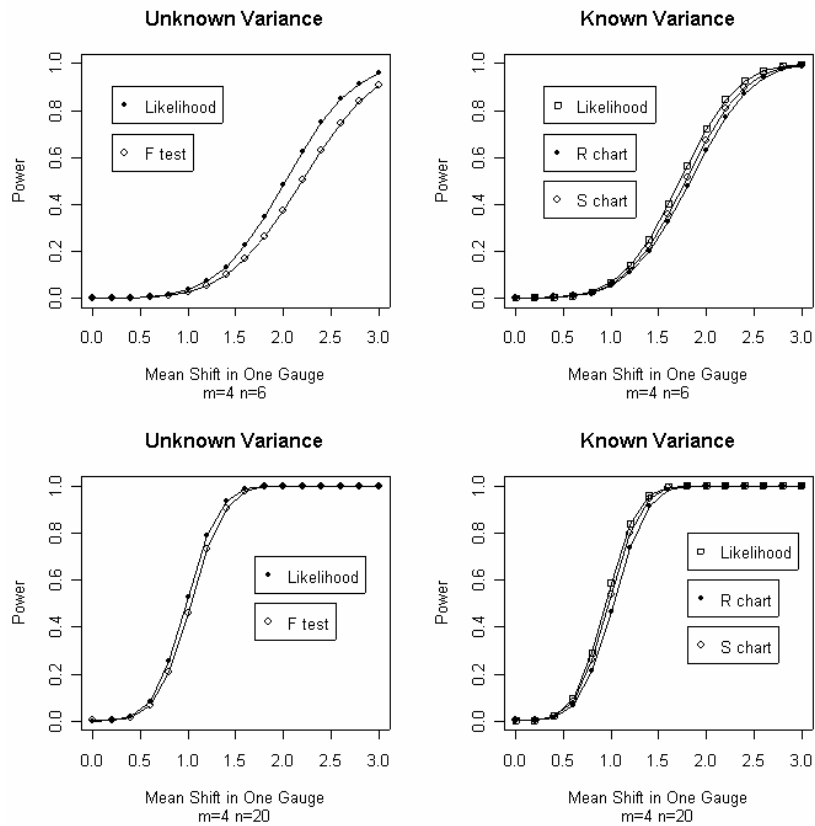 Unknown Variance
Power
0.0 0.2 0.4 0.6 0.8 1.0
Likelihood
F test
0.0 0.5 1.0 1.5 2.0 2.5 3.0
Mean Shift in One Gauge
m=4 n=6
Known Variance
Power
0.0 0.2 0.4 0.6 0.8 1.0
Likelihood
R chart
S chart
0.0 0.5 1.0 1.5 2.0 2.5 3.0
Mean Shift in One Gauge
m=4 n=6
Unknown Variance
Power
0.0 0.2 0.4 0.6 0.8 1.0
Likelihood
F test
0.0 0.5 1.0 1.5 2.0 2.5 3.0
Mean Shift in One Gauge
m=4 n=20
Known Variance
Power
0.0 0.2 0.4 0.6 0.8 1.0
Likelihood
R chart
S chart
0.0 0.5 1.0 1.5 2.0 2.5 3.0
Mean Shift in One Gauge
m=4 n=20